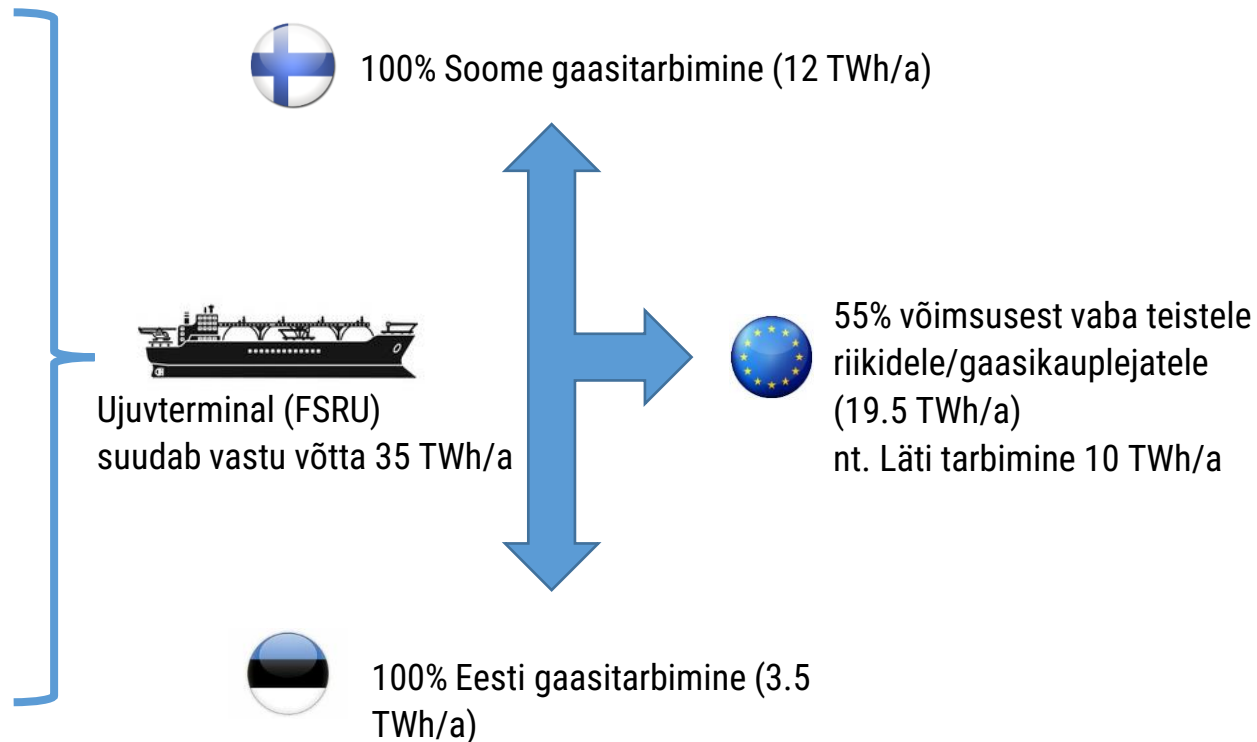 100% Soome gaasitarbimine (12 TWh/a)
Ujuvterminal (FSRU)
suudab vastu võtta 35 TWh/a
55% võimsusest vaba teistele
riikidele/gaasikauplejatele
(19.5 TWh/a)
nt. Läti tarbimine 10 TWh/a
100% Eesti gaasitarbimine (3.5
TWh/a)